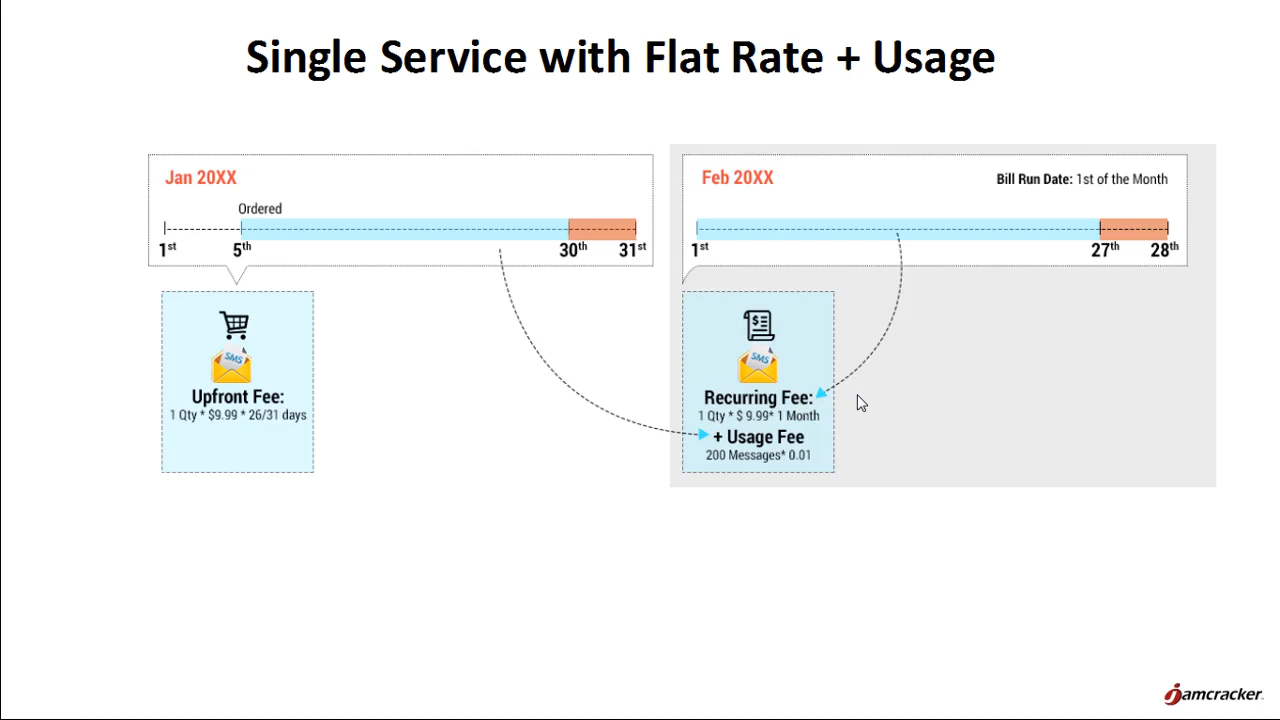 Single Service with Flat Rate + Usage
Jan 20XX
Ordered
1st 5th 30th 31st
Feb 20XX Bill Run Date: 1st of the Month
1st 27th 28th
SMS
Upfront Fee:
1 Qty * $9.99 * 26/31 days
$
SMS
Recurring Fee:
1 Qty * $ 9.99* 1 Month
+ Usage Fee
200 Messages* 0.01
jamcracker